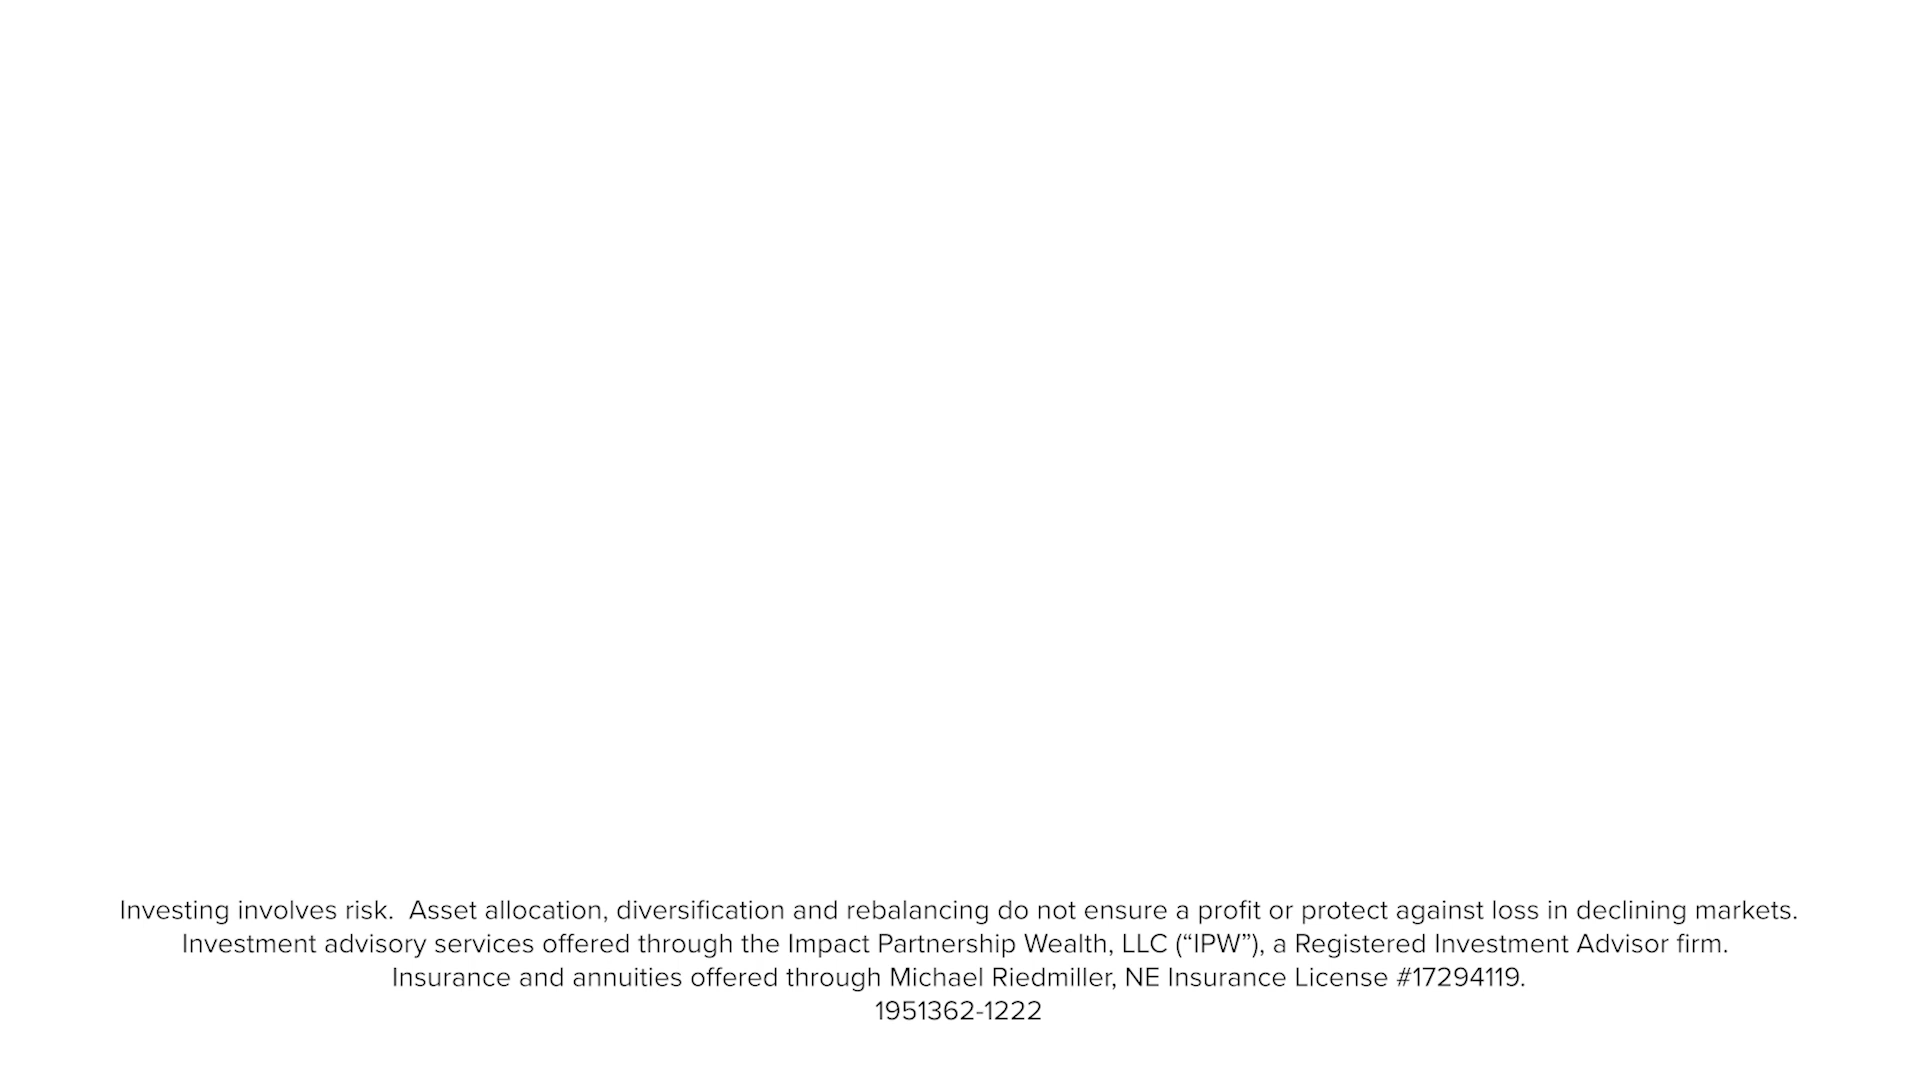 Investing involves risk.  Asset allocation, diversification and rebalancing do not ensure a profit or protect against loss in declining markets.
Investment advisory services offered through the Impact Partnership Wealth, LLC (“IPW”), a Registered Investment Advisor firm.
Insurance and annuities offered through Michael Riedmiller, NE Insurance License #17294119.
1951362-1222